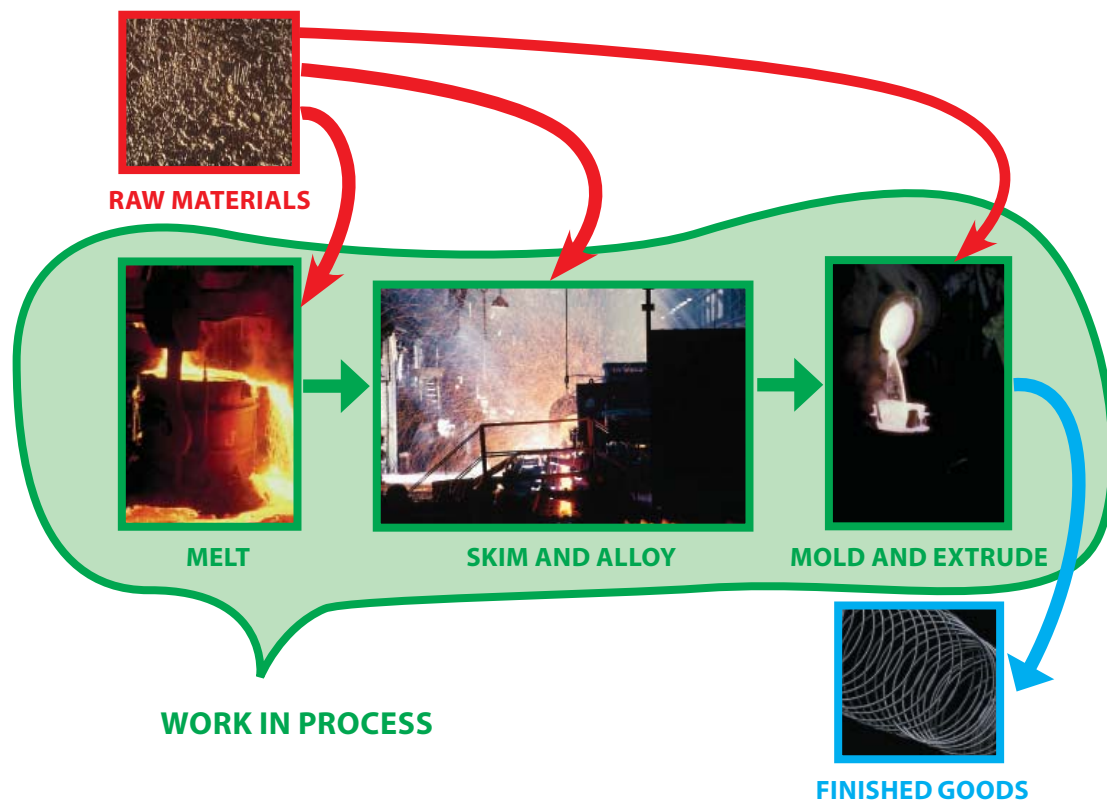 RAW MATERIALS
MELT
SKIM AND ALLOY
MOLD AND EXTRUDE
WORK IN PROCESS
FINISHED GOODS